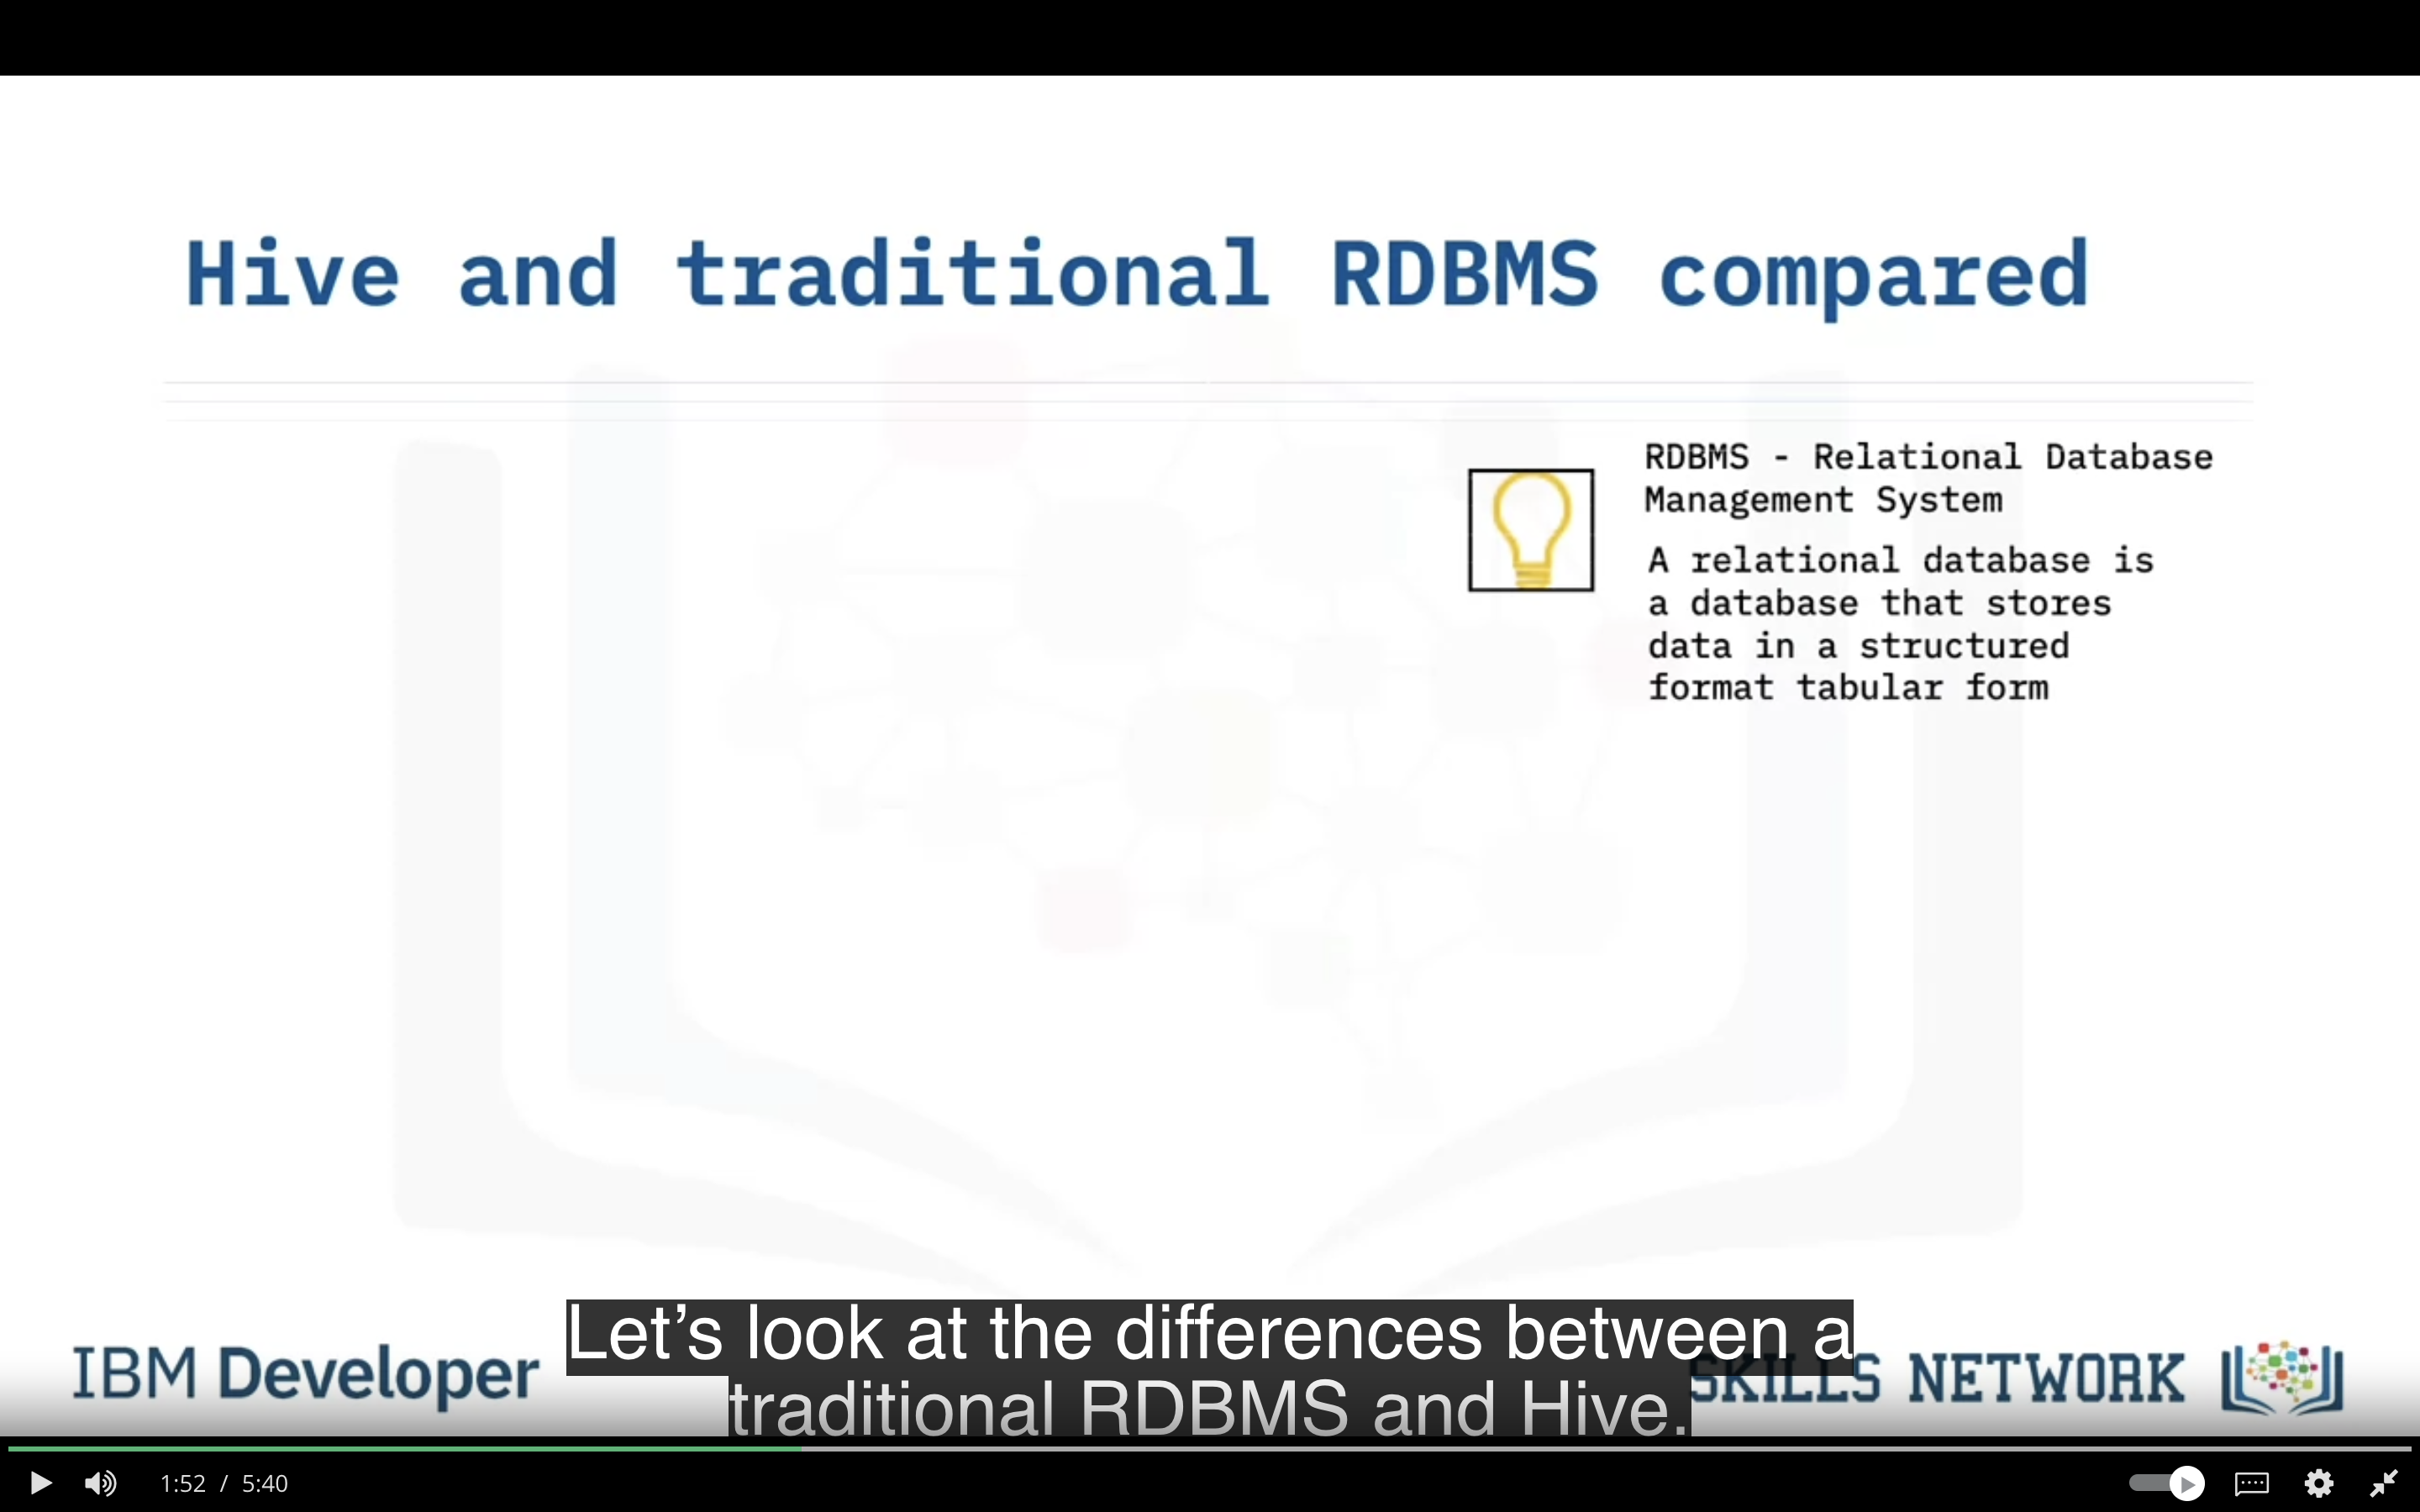 Hive and traditional RDBMS compared
RDBMS - Relational Database
Management System
A relational database is
a database that stores
data in a structured
format tabular form
Let’s look at the differences between a
traditional RDBMS and Hive.
IBM Developer
SKILLS NETWORK
1:52 / 5:40